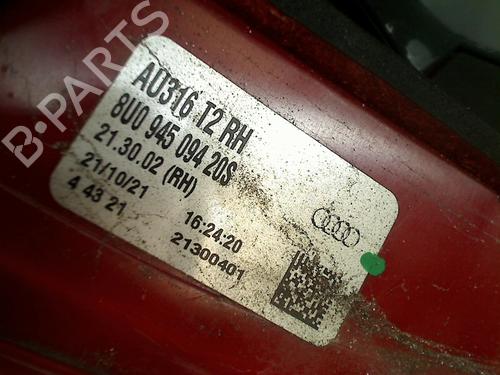 B-PARTS
AU316 T2 RH
8U0 945 094 20S
21.30.02 (RH)
21/10/21 16:24:20
4 43 21 21300401